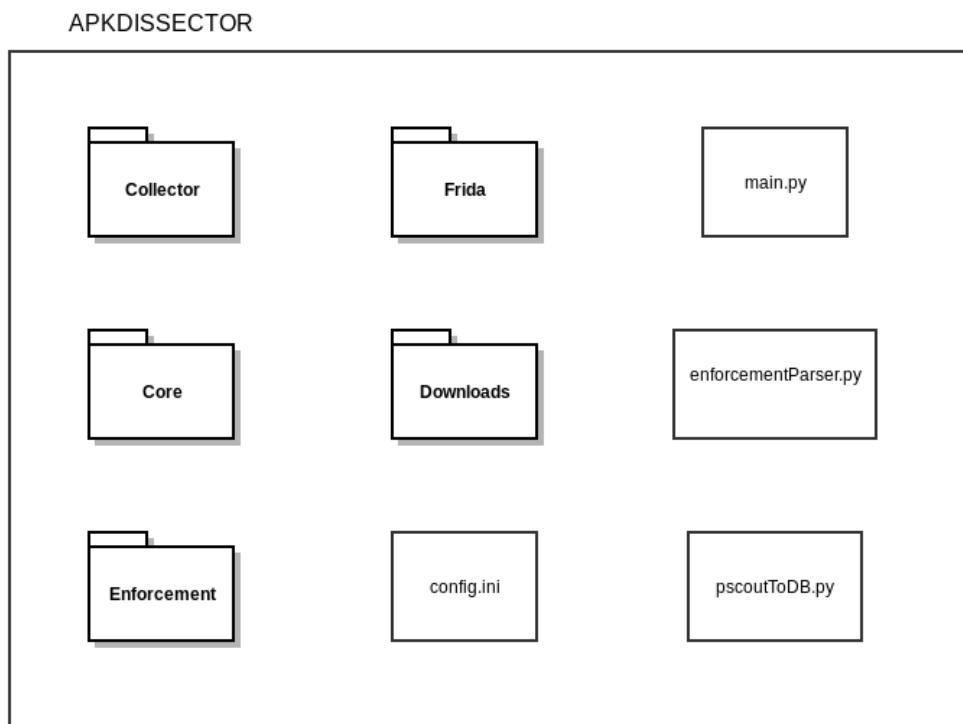 APKDISSECTOR
Collector
Frida
main.py
Core
Downloads
enforcementParser.py
Enforcement
config.ini
pscoutToDB.py